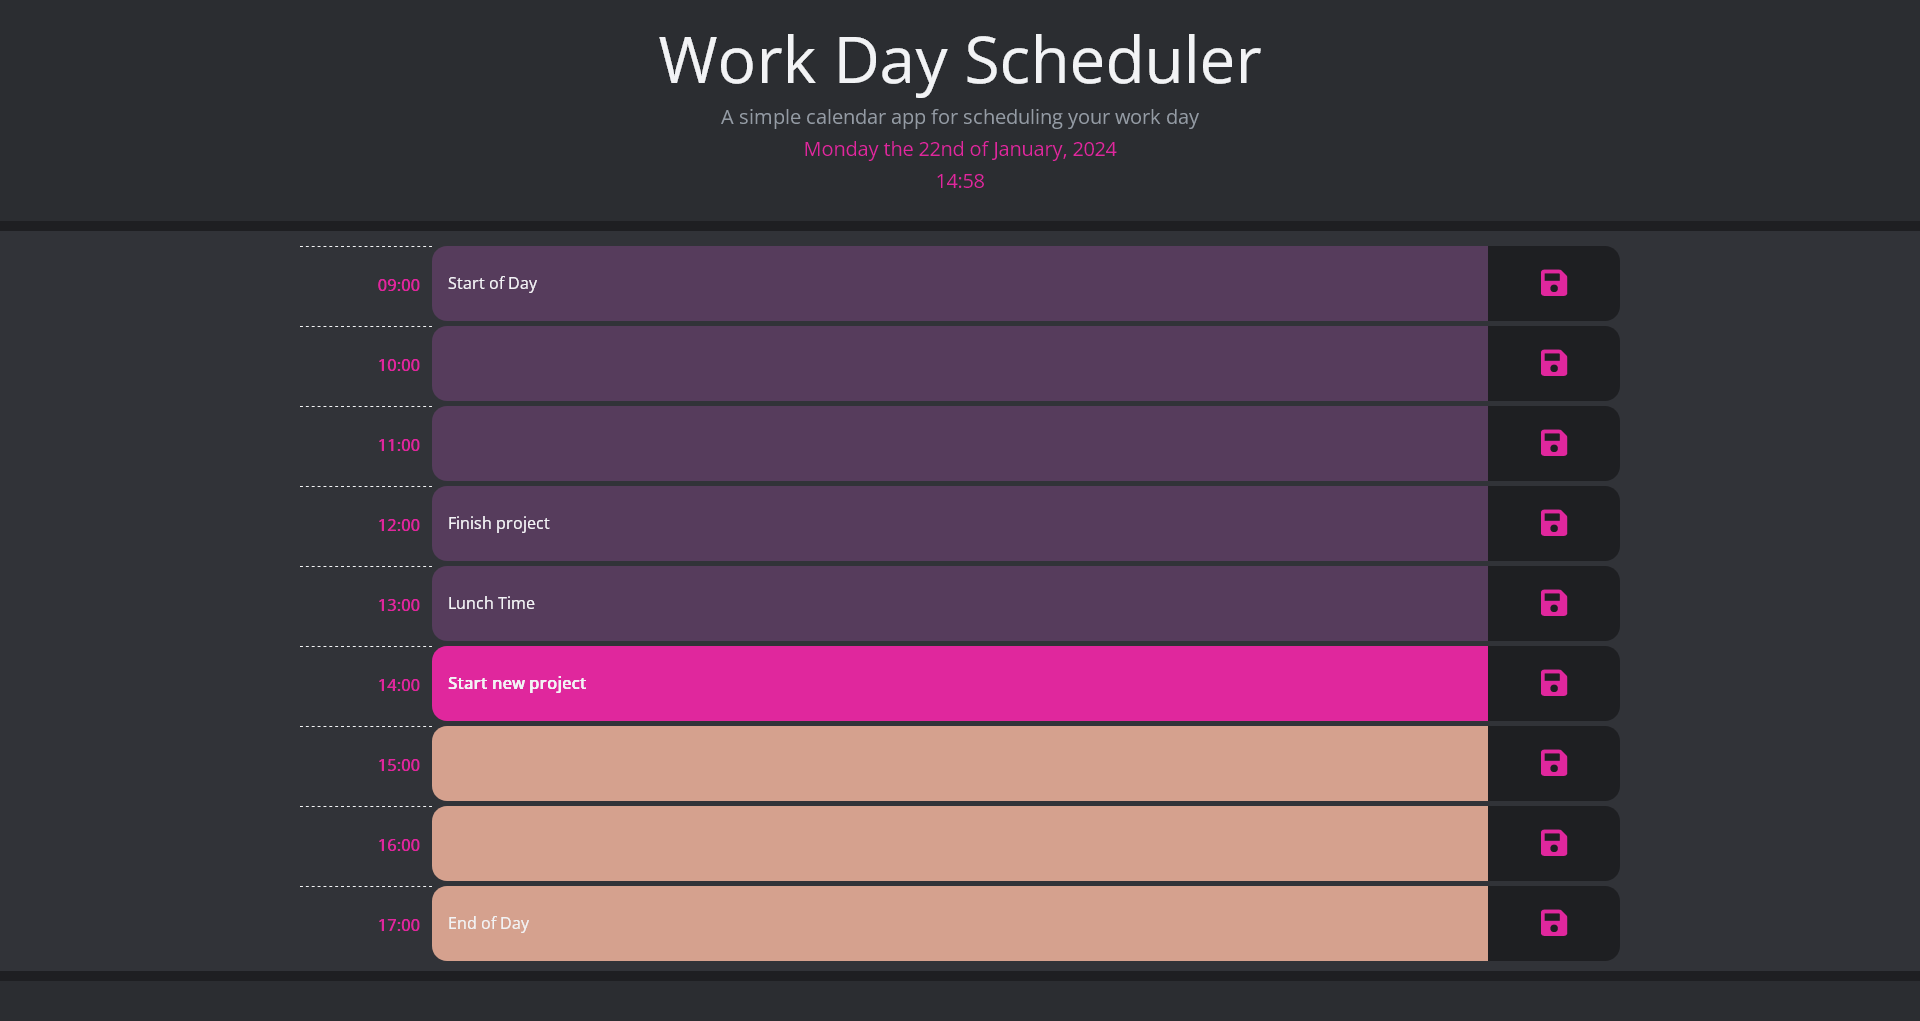 Work Day Scheduler
A simple calendar app for scheduling your work day
Monday the 22nd of January, 2024
14:58
09:00 Start of Day
10:00
11:00
12:00 Finish project
13:00 Lunch Time
14:00 Start new project
15:00
16:00
17:00 End of Day